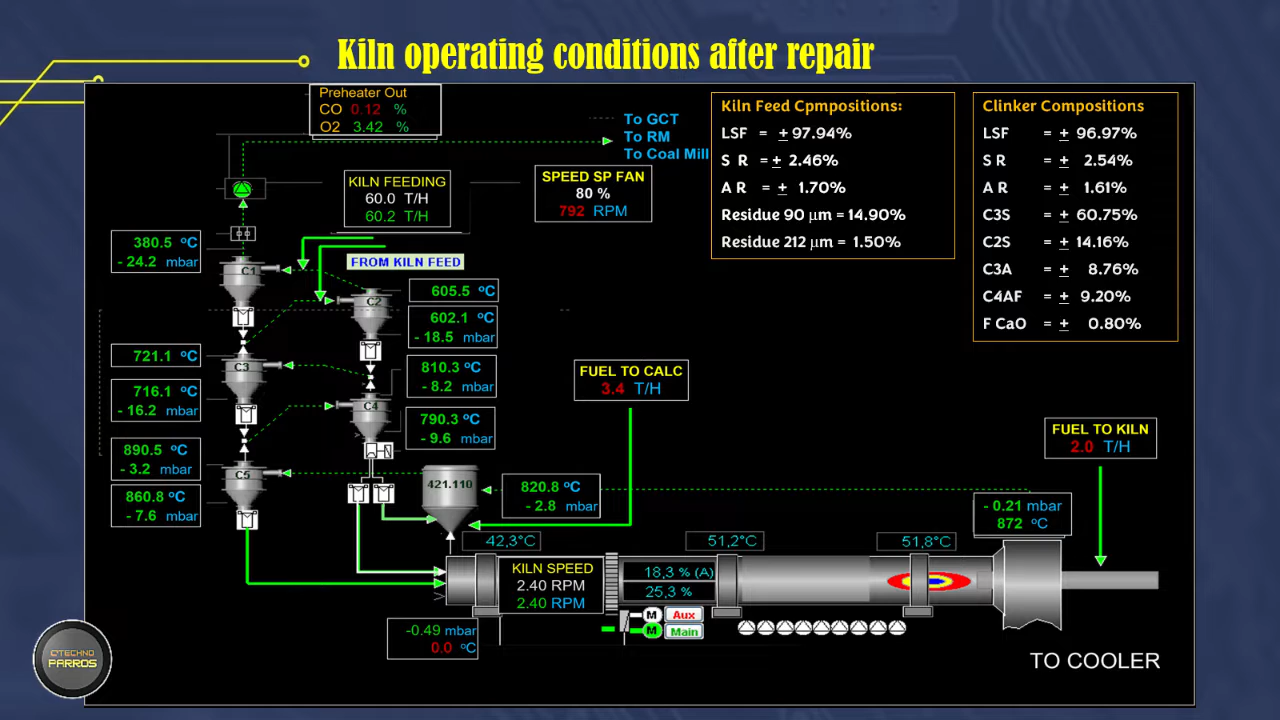 Kiln operating conditions after repair
Preheater Out
CO 0.12 %
O2 3.42 %
To GCT
To RM
To Coal Mill
Kiln Feed Cpmpositions:
LSF = ± 97.94%
S R = ± 2.46%
A R = ± 1.70%
Residue 90 µm = 14.90%
Residue 212 µm = 1.50%
Clinker Compositions
LSF = ± 96.97%
S R = ± 2.54%
A R = ± 1.61%
C3S = ± 60.75%
C2S = ± 14.16%
C3A = ± 8.76%
C4AF = ± 9.20%
F CaO = ± 0.80%
KILN FEEDING
60.0 T/H
60.2 T/H
SPEED SP FAN
80 %
792 RPM
380.5 ºC
- 24.2 mbar
C1
FROM KILN FEED
605.5 ºC
C2
602.1 ºC
- 18.5 mbar
721.1 ºC
C3
716.1 ºC
- 16.2 mbar
810.3 ºC
- 8.2 mbar
C4
790.3 ºC
- 9.6 mbar
FUEL TO CALC
3.4 T/H
FUEL TO KILN
2.0 T/H
890.5 ºC
- 3.2 mbar
C5
860.8 ºC
- 7.6 mbar
421.110
820.8 ºC
- 2.8 mbar
- 0.21 mbar
872 ºC
42,3°C
51,2°C
51,8°C
KILN SPEED
2.40 RPM
2.40 RPM
18,3 % (A)
25,3 %
M Aux
M Main
-0.49 mbar
0.0 ºC
TO COOLER
TECHNO
PARROS